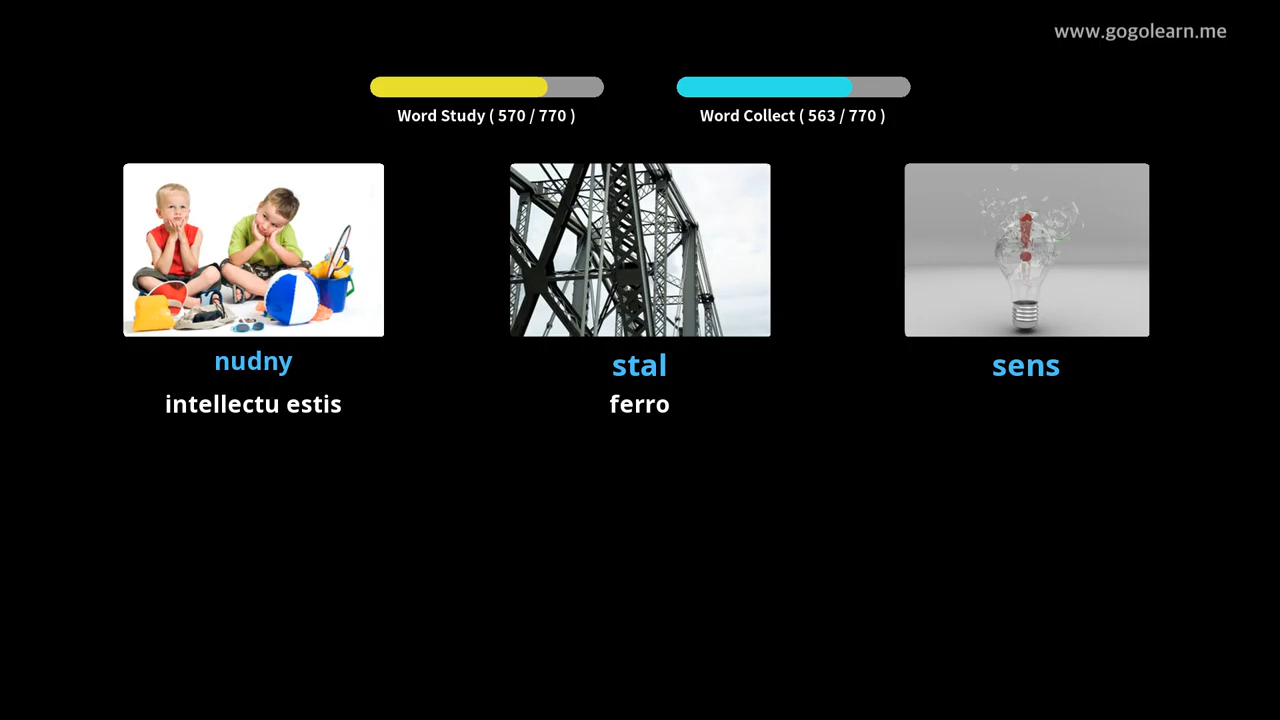 www.gogolearn.me
Word Study ( 570 / 770 )
Word Collect ( 563 / 770 )
nudny
stal
sens
intellectu estis
ferro